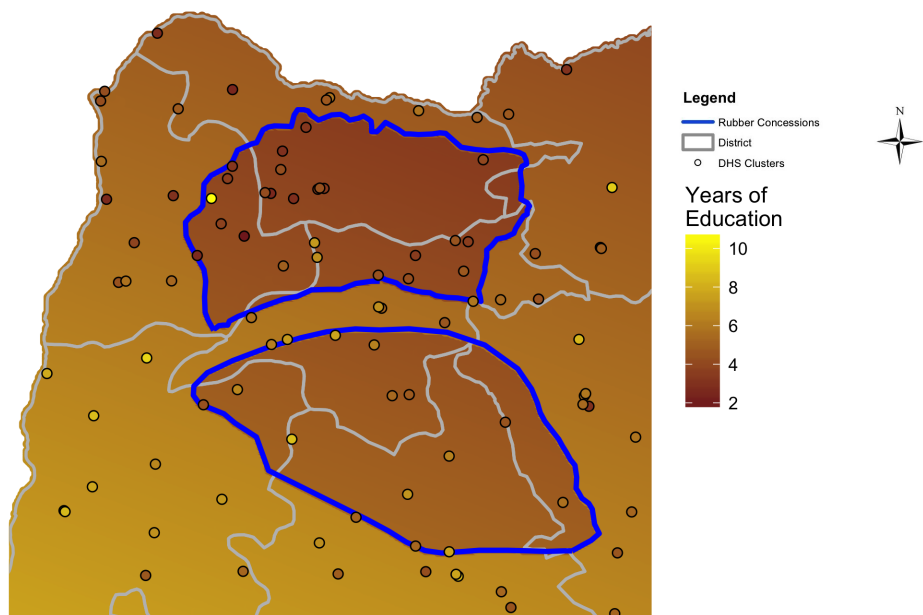 Legend
Rubber Concessions
District
DHS Clusters
N
Years of
Education
10
8
6
4
2